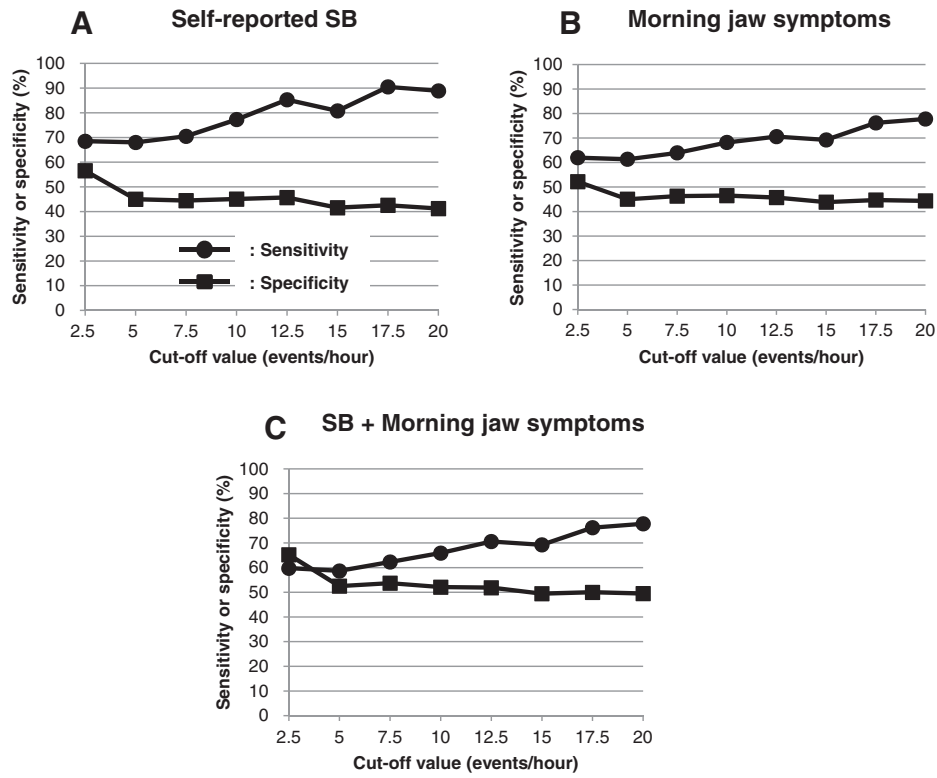 A Self-reported SB
Sensitivity or specificity (%)
100
90
80
70
60
50
40
30
20
10
0
: Sensitivity
: Specificity
2.5 5 7.5 10 12.5 15 17.5 20
Cut-off value (events/hour)
B Morning jaw symptoms
Sensitivity or specificity (%)
100
90
80
70
60
50
40
30
20
10
0
2.5 5 7.5 10 12.5 15 17.5 20
Cut-off value (events/hour)
C SB + Morning jaw symptoms
Sensitivity or specificity (%)
100
90
80
70
60
50
40
30
20
10
0
2.5 5 7.5 10 12.5 15 17.5 20
Cut-off value (events/hour)